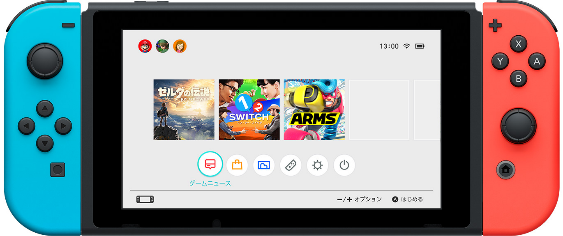 13:00
ゼルダの伝説
1 2
SWITCH
ARMS
ゲームニュース
−/+ オプション
A はじめる
X
Y
A
B